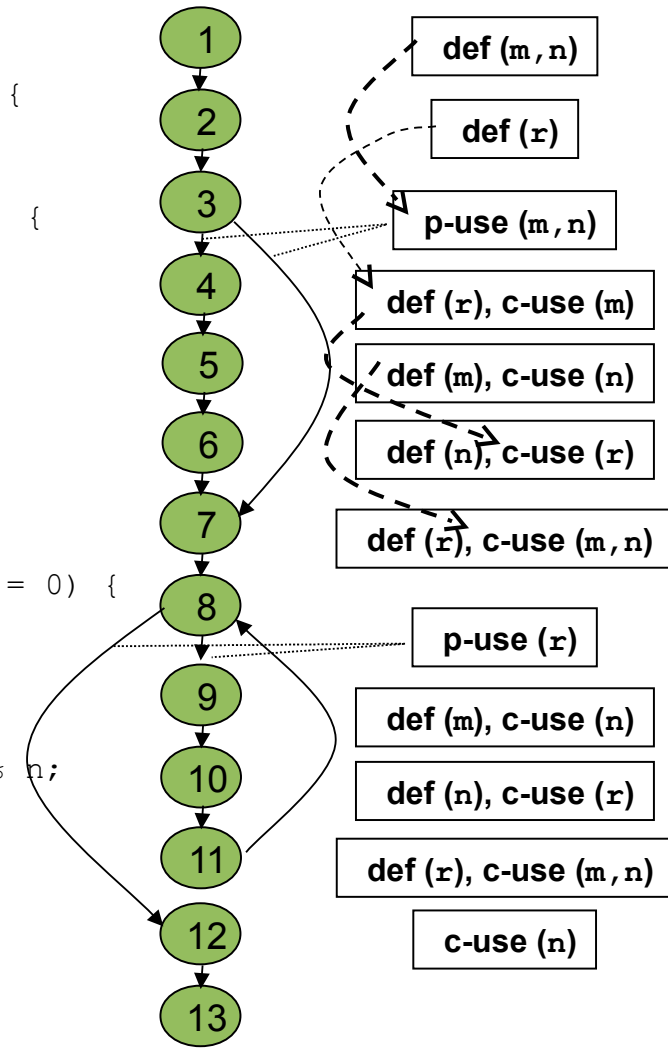 1
def (m,n)
{
2
def (r)
3
{
p-use (m,n)
4
def (r), c-use (m)
5
def (m), c-use (n)
6
def (n), c-use (r)
7
def (r), c-use (m,n)
= 0) {
8
p-use (r)
9
def (m), c-use (n)
n;
10
def (n), c-use (r)
11
def (r), c-use (m,n)
12
c-use (n)
13